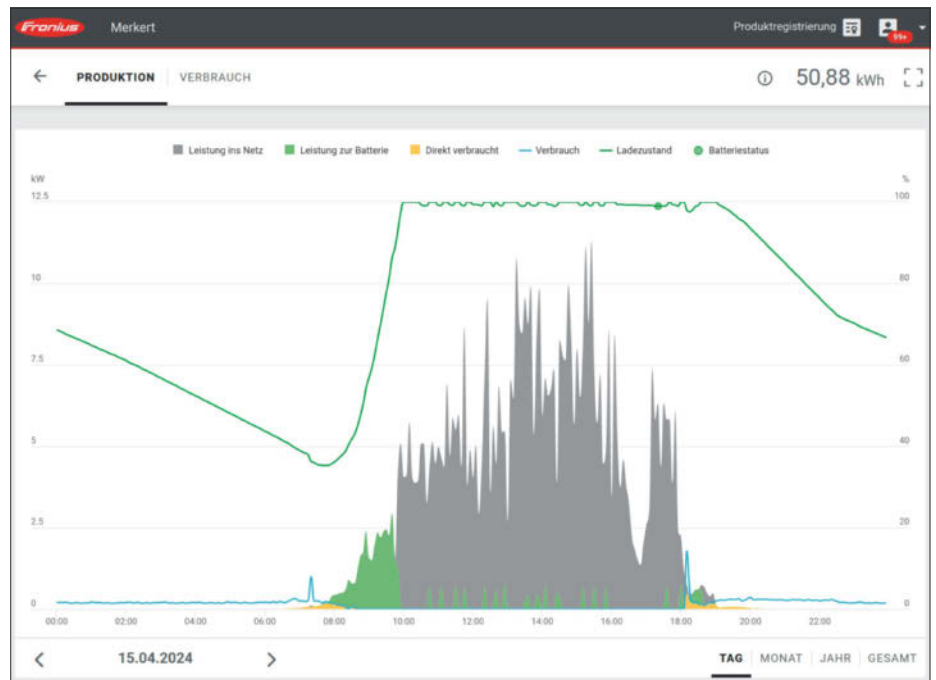 Fronius Merkert Produktregistrierung 99+
PRODUKTION VERBRAUCH 50,88 kWh
Leistung ins Netz Leistung zur Batterie Direkt verbraucht Verbrauch Ladezustand Batteriestatus
kW %
12.5 100
10 80
7.5 60
5 40
2.5 20
0 0
00:00 02:00 04:00 06:00 08:00 10:00 12:00 14:00 16:00 18:00 20:00 22:00
15.04.2024 TAG MONAT JAHR GESAMT